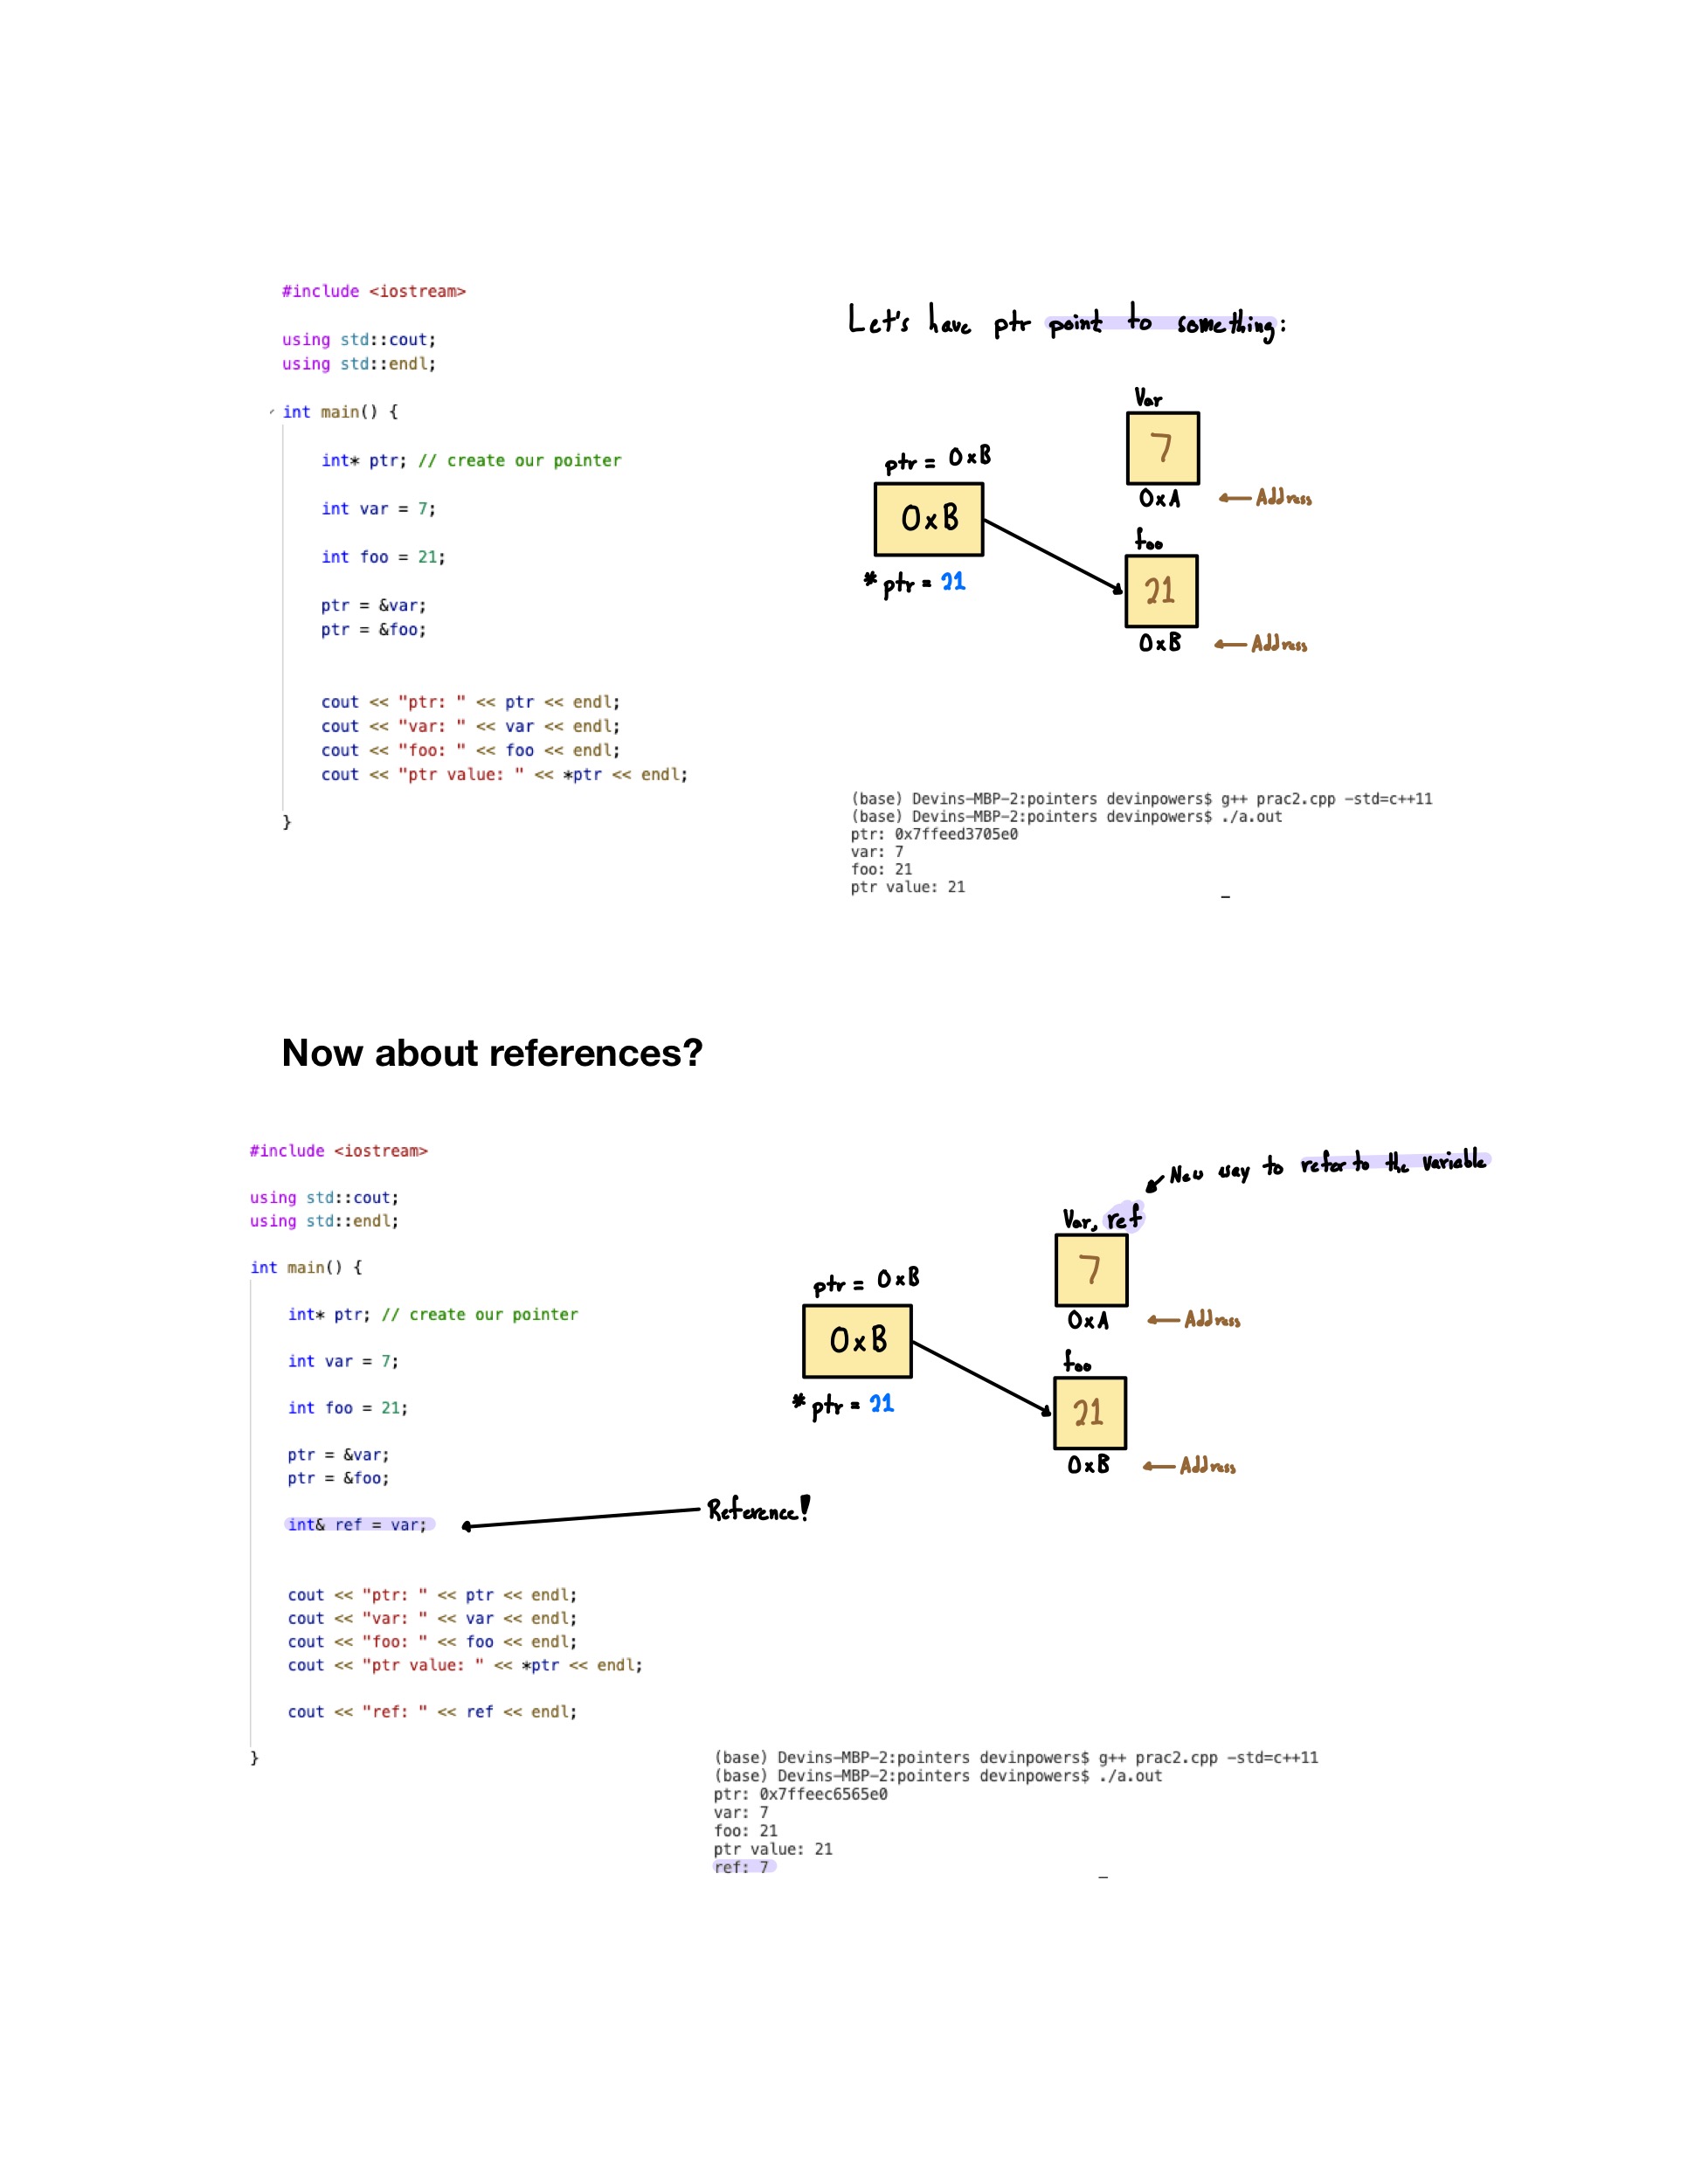 #include <iostream>
using std::cout;
using std::endl;
int main() {
int* ptr; // create our pointer
int var = 7;
int foo = 21;
ptr = &var;
ptr = &foo;
cout << "ptr: " << ptr << endl;
cout << "var: " << var << endl;
cout << "foo: " << foo << endl;
cout << "ptr value: " << *ptr << endl;
}
Let's have ptr point to something:
Var
7
0xA
← Address
ptr = 0xB
0xB
*ptr = 21
foo
21
0xB
← Address
(base) Devins-MBP-2:pointers devinpowers$ g++ prac2.cpp -std=c++11
(base) Devins-MBP-2:pointers devinpowers$ ./a.out
ptr: 0x7ffeed3705e0
var: 7
foo: 21
ptr value: 21
Now about references?
#include <iostream>
using std::cout;
using std::endl;
int main() {
int* ptr; // create our pointer
int var = 7;
int foo = 21;
ptr = &var;
ptr = &foo;
int& ref = var;
Reference!
cout << "ptr: " << ptr << endl;
cout << "var: " << var << endl;
cout << "foo: " << foo << endl;
cout << "ptr value: " << *ptr << endl;
cout << "ref: " << ref << endl;
}
New way to refer to the variable
Var, ref
7
0xA
← Address
ptr = 0xB
0xB
*ptr = 21
foo
21
0xB
← Address
(base) Devins-MBP-2:pointers devinpowers$ g++ prac2.cpp -std=c++11
(base) Devins-MBP-2:pointers devinpowers$ ./a.out
ptr: 0x7ffeec6565e0
var: 7
foo: 21
ptr value: 21
ref: 7